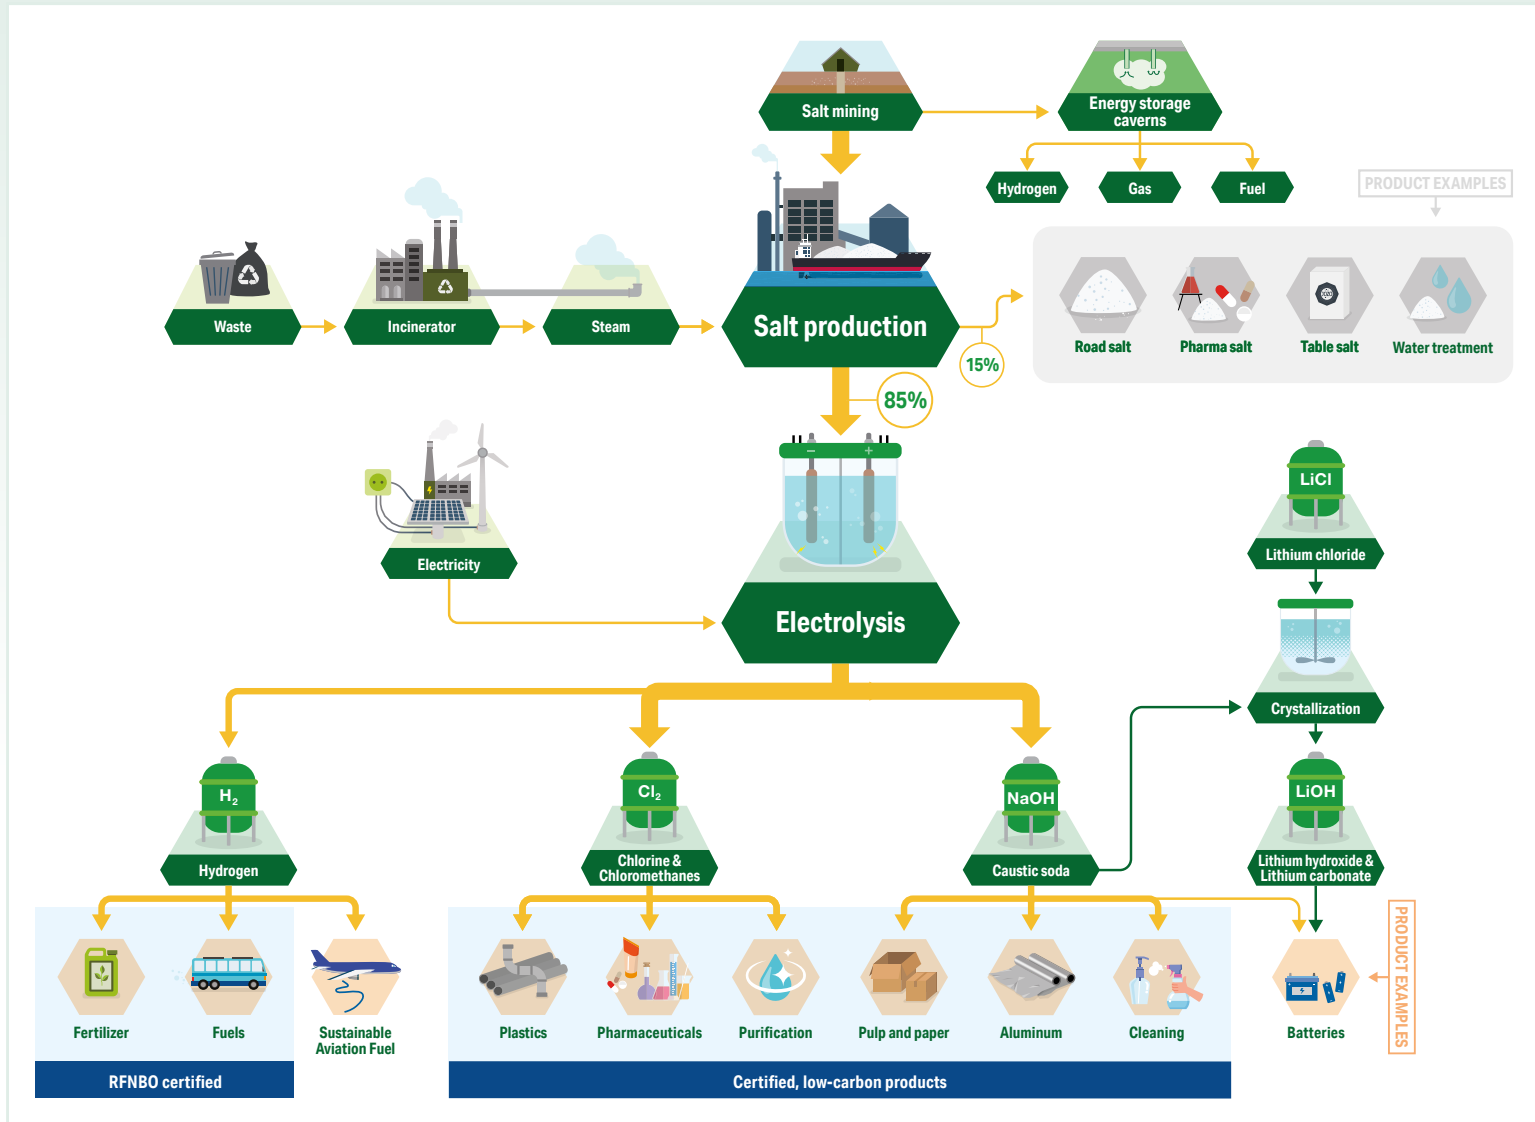 Salt mining
Energy storage
caverns
Hydrogen
Gas
Fuel
PRODUCT EXAMPLES
Waste
Incinerator
Steam
Salt production
15%
85%
Road salt
Pharma salt
Table salt
Water treatment
Electricity
Electrolysis
− +
LiCl
Lithium chloride
Crystallization
H₂
Hydrogen
Cl₂
Chlorine &
Chloromethanes
NaOH
Caustic soda
LiOH
Lithium hydroxide &
Lithium carbonate
Fertilizer
Fuels
Sustainable
Aviation Fuel
Plastics
Pharmaceuticals
Purification
Pulp and paper
Aluminum
Cleaning
Batteries
PRODUCT EXAMPLES
RFNBO certified
Certified, low-carbon products